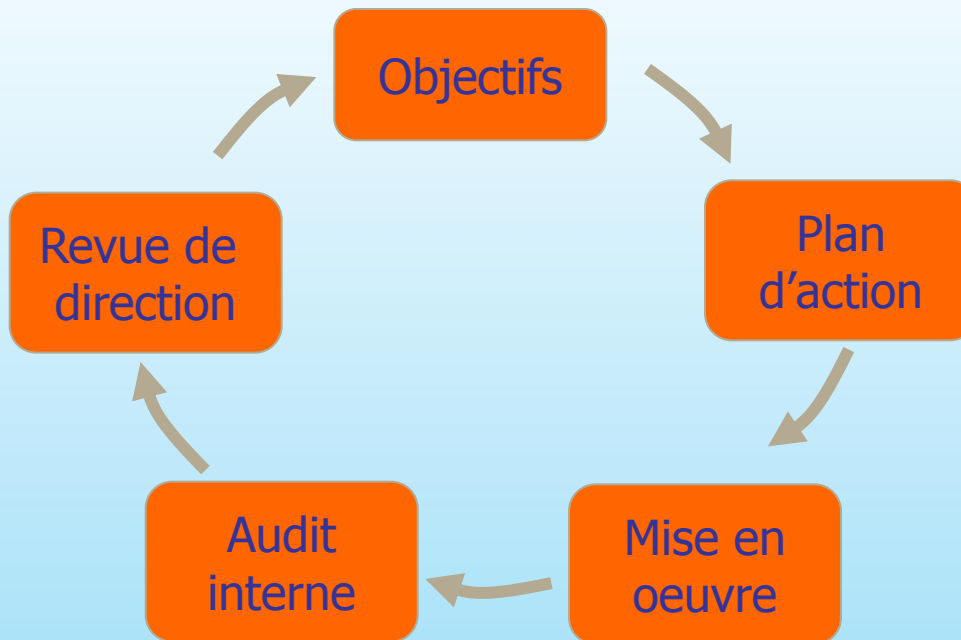 Objectifs
Plan
d’action
Mise en
oeuvre
Audit
interne
Revue de
direction